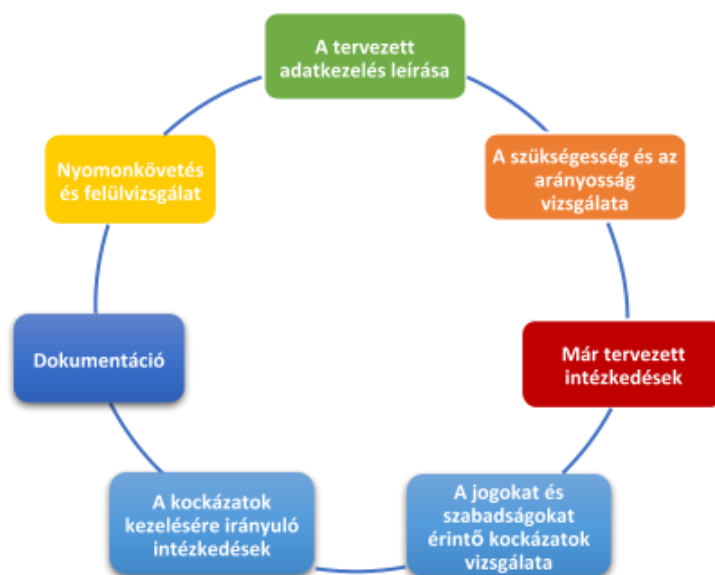 A tervezett
adatkezelés leírása
A szükségesség és az
arányosság
vizsgálata
Már tervezett
intézkedések
A jogokat és
szabadságokat
érintő kockázatok
vizsgálata
A kockázatok
kezelésére irányuló
intézkedések
Dokumentáció
Nyomonkövetés
és felülvizsgálat